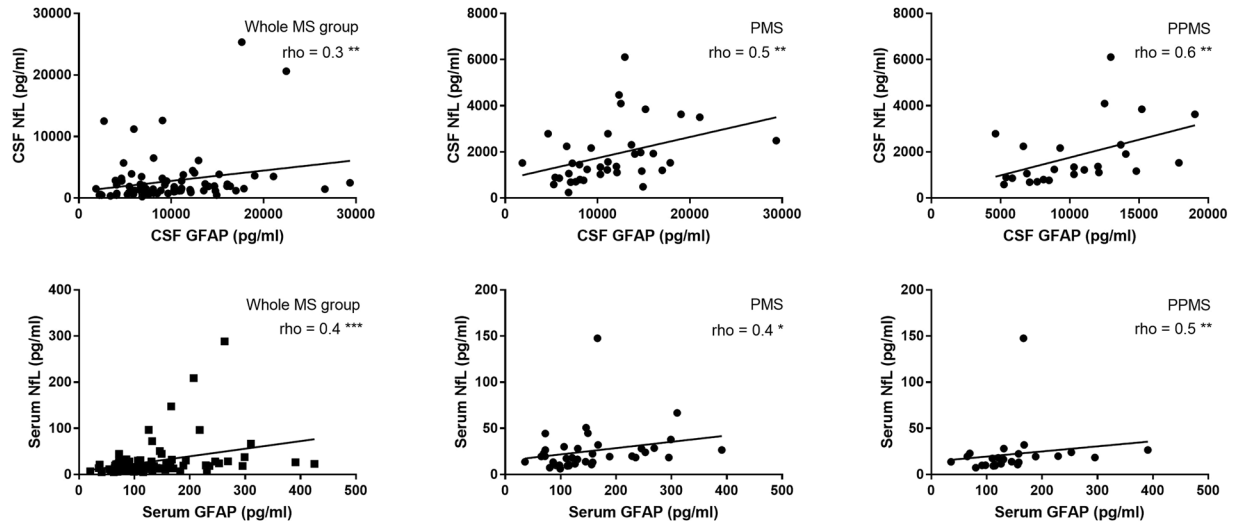 Whole MS group
rho = 0.3 **
CSF NfL (pg/ml)
30000
20000
10000
0
0
10000
20000
30000
CSF GFAP (pg/ml)
PMS
rho = 0.5 **
CSF NfL (pg/ml)
8000
6000
4000
2000
0
0
10000
20000
30000
CSF GFAP (pg/ml)
PPMS
rho = 0.6 **
CSF NfL (pg/ml)
8000
6000
4000
2000
0
0
5000
10000
15000
20000
CSF GFAP (pg/ml)
Whole MS group
rho = 0.4 ***
Serum NfL (pg/ml)
400
300
200
100
0
0
100
200
300
400
500
Serum GFAP (pg/ml)
PMS
rho = 0.4 *
Serum NfL (pg/ml)
200
150
100
50
0
0
100
200
300
400
500
Serum GFAP (pg/ml)
PPMS
rho = 0.5 **
Serum NfL (pg/ml)
200
150
100
50
0
0
100
200
300
400
500
Serum GFAP (pg/ml)